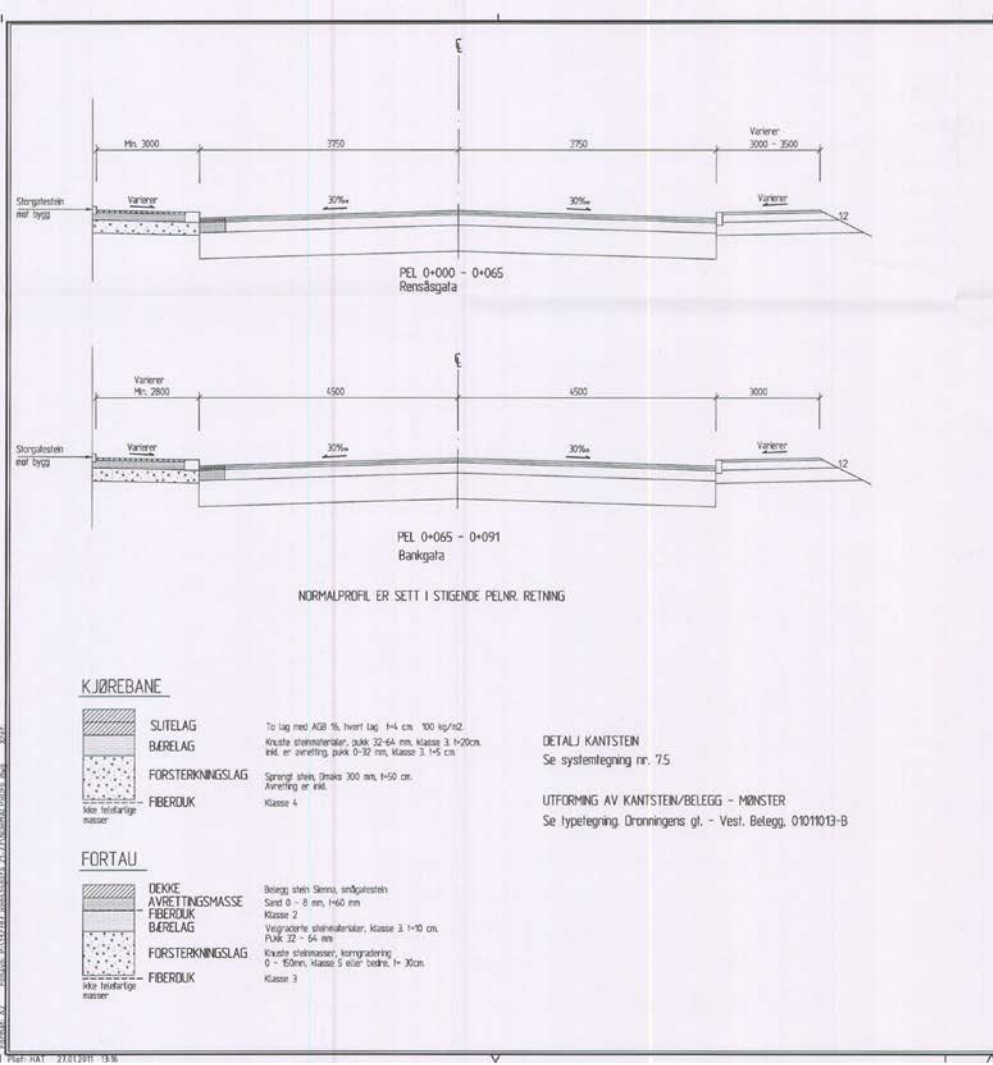 ℄
Min. 3000
3750
3750
Varierer
3000 - 3500
Storgatestein
mot bygg
Varierer
30‰
30‰
Varierer
1:2
PEL 0+000 - 0+065
Rensåsgata
℄
Varierer
Min. 2800
4500
4500
3000
Storgatestein
mot bygg
Varierer
30‰
30‰
Varierer
1:2
PEL 0+065 - 0+091
Bankgata
NORMALPROFIL ER SETT I STIGENDE PELNR. RETNING
KJØREBANE
SLITELAG
To lag med AGB 16, hvert lag t=4 cm. 100 kg/m2.
BÆRELAG
Knuste steinmaterialer, pukk 32-64 mm, klasse 3. t=20cm.
inkl. er avretting, pukk 0-32 mm, klasse 3. t=5 cm
FORSTERKNINGSLAG
Sprengt stein, Dmaks 300 mm, t=50 cm.
Avretting er inkl.
FIBERDUK
Klasse 4
Ikke telefarlige
masser
DETALJ KANTSTEIN
Se systemtegning nr. 7.5
UTFORMING AV KANTSTEIN/BELEGG - MØNSTER
Se typetegning. Dronningens gt. - Vest. Belegg, 01011013-B
FORTAU
DEKKE
Belegg stein Sienna, smågatestein
AVRETTINGSMASSE
Sand 0 - 8 mm, t=60 mm
FIBERDUK
Klasse 2
BÆRELAG
Velgraderte steinmaterialer, klasse 3. t=10 cm.
Pukk 32 - 64 mm
FORSTERKNINGSLAG
Knuste steinmasser, korngradering
0 - 150mm, klasse 5 eller bedre, t= 30cm.
FIBERDUK
Klasse 3
Ikke telefarlige
masser
Plot: HAT 27.01.2011 13:16